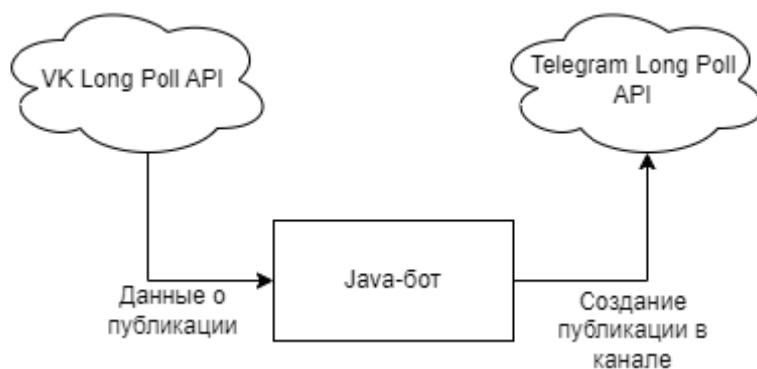 VK Long Poll API
Telegram Long Poll
API
Java-бот
Данные о
публикации
Создание
публикации в
канале